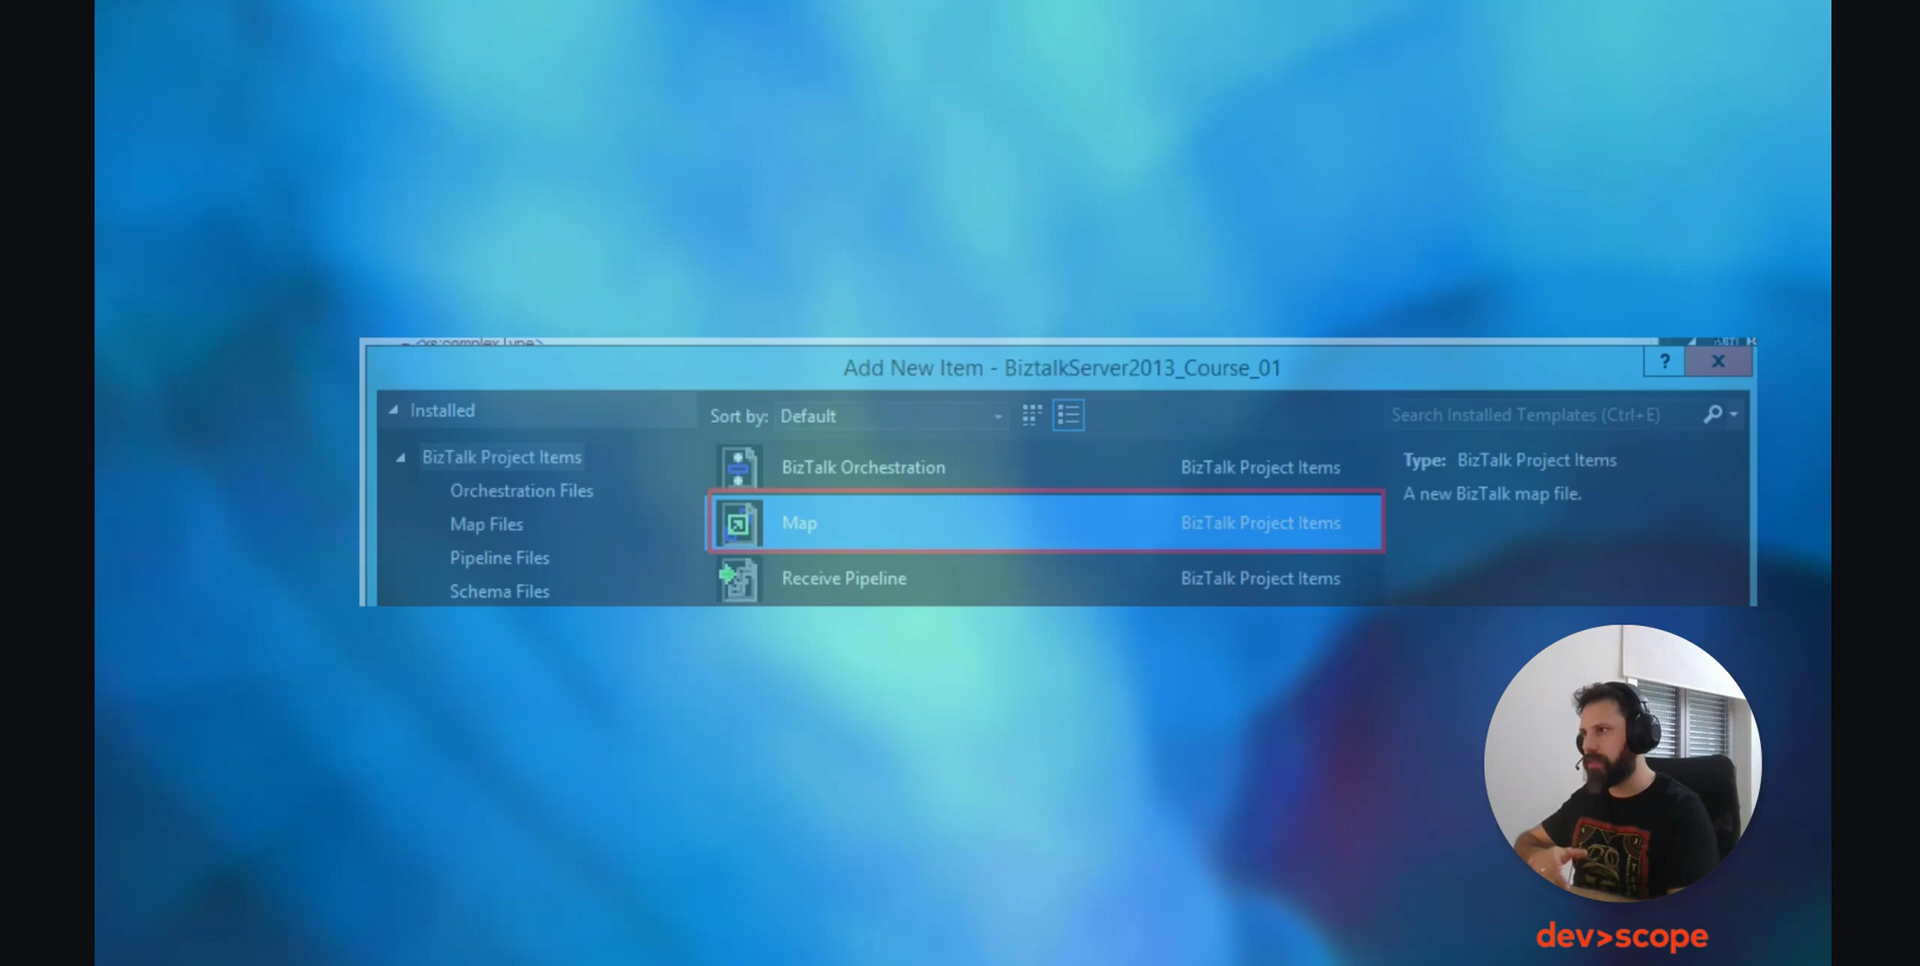 <xs:complexType>
Add New Item - BiztalkServer2013_Course_01
?
X
Installed
Sort by: Default
Search Installed Templates (Ctrl+E)
BizTalk Project Items
Orchestration Files
Map Files
Pipeline Files
Schema Files
BizTalk Orchestration
BizTalk Project Items
Map
BizTalk Project Items
Receive Pipeline
BizTalk Project Items
Type: BizTalk Project Items
A new BizTalk map file.
dev>scope